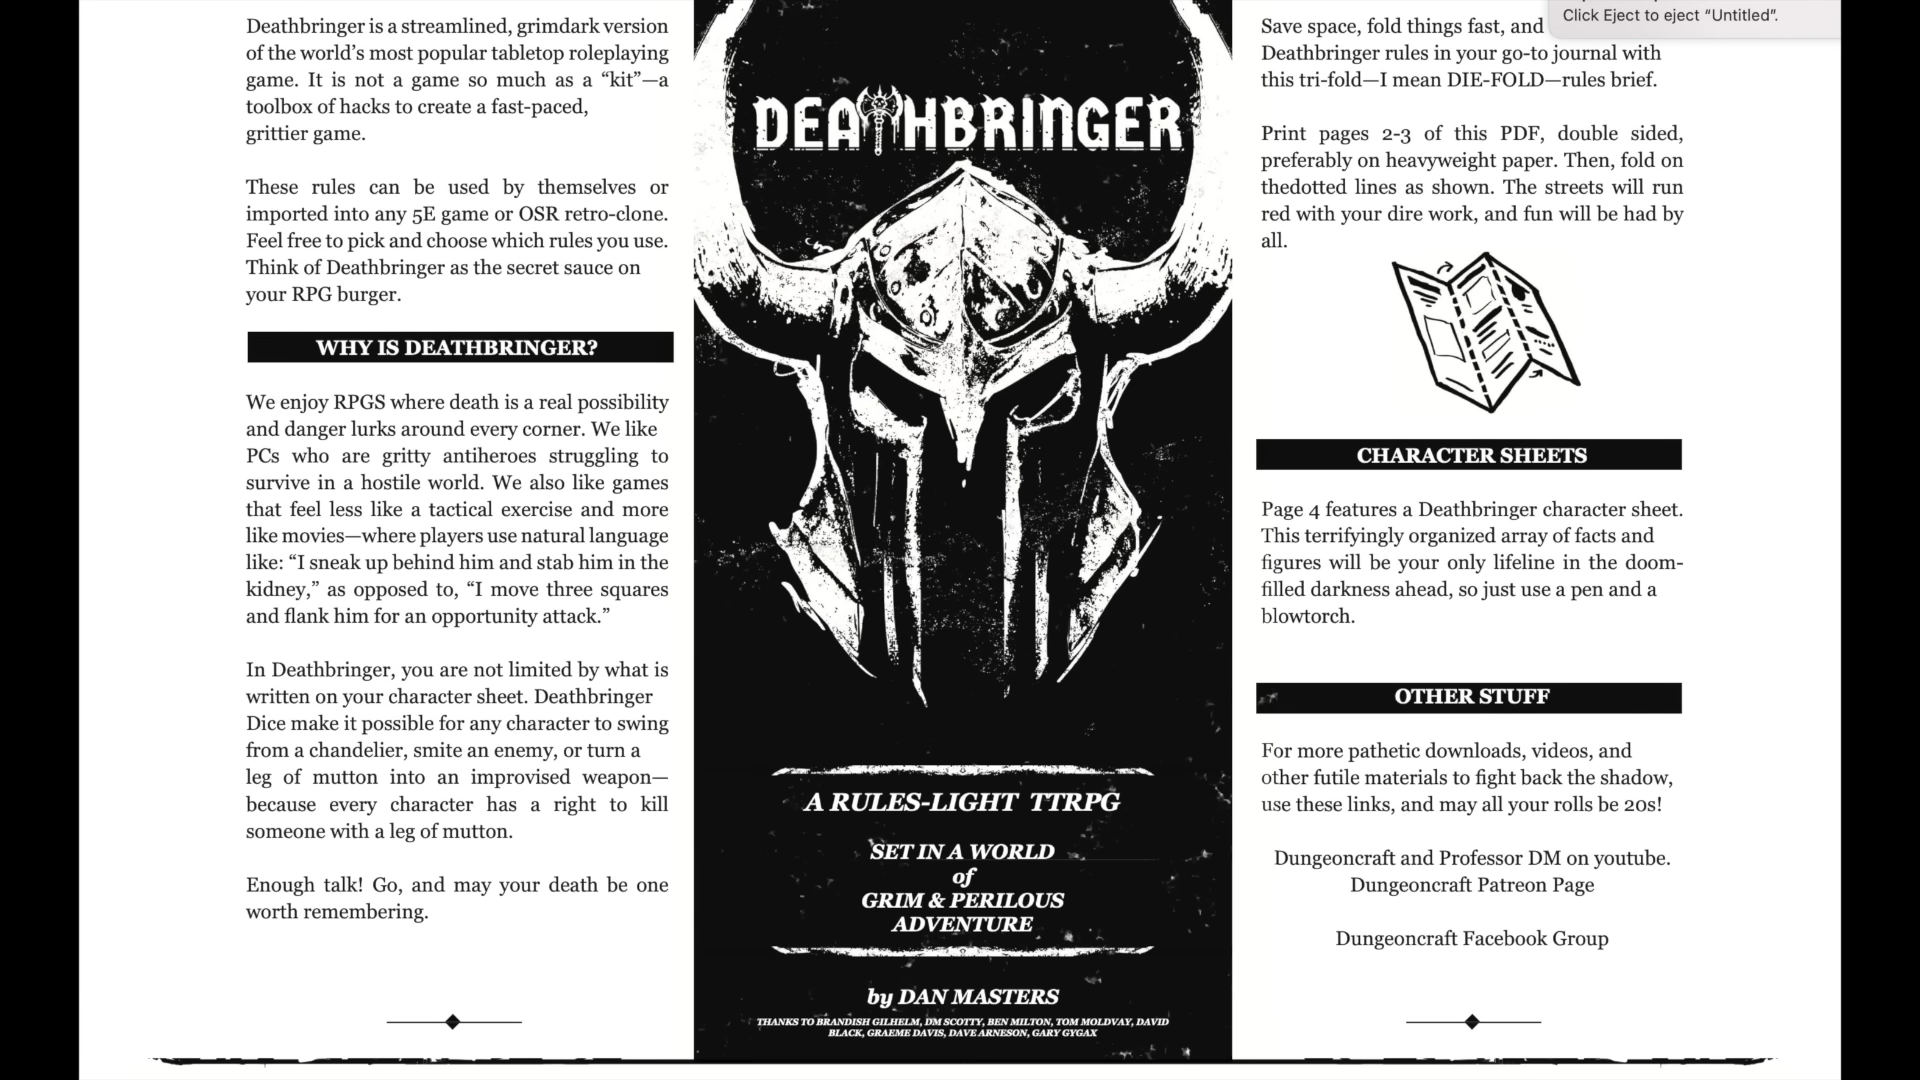 Deathbringer is a streamlined, grimdark version
of the world’s most popular tabletop roleplaying
game. It is not a game so much as a “kit”—a
toolbox of hacks to create a fast-paced,
grittier game.
These rules can be used by themselves or
imported into any 5E game or OSR retro-clone.
Feel free to pick and choose which rules you use.
Think of Deathbringer as the secret sauce on
your RPG burger.
WHY IS DEATHBRINGER?
We enjoy RPGS where death is a real possibility
and danger lurks around every corner. We like
PCs who are gritty antiheroes struggling to
survive in a hostile world. We also like games
that feel less like a tactical exercise and more
like movies—where players use natural language
like: “I sneak up behind him and stab him in the
kidney,” as opposed to, “I move three squares
and flank him for an opportunity attack.”
In Deathbringer, you are not limited by what is
written on your character sheet. Deathbringer
Dice make it possible for any character to swing
from a chandelier, smite an enemy, or turn a
leg of mutton into an improvised weapon—
because every character has a right to kill
someone with a leg of mutton.
Enough talk! Go, and may your death be one
worth remembering.
DEATHBRINGER
A RULES-LIGHT TTRPG
SET IN A WORLD
of
GRIM & PERILOUS
ADVENTURE
by DAN MASTERS
THANKS TO BRANDISH GILHELM, DM SCOTTY, BEN MILTON, TOM MOLDVAY, DAVID
BLACK, GRAEME DAVIS, DAVE ARNESON, GARY GYGAX
Click Eject to eject “Untitled”.
Save space, fold things fast, and
Deathbringer rules in your go-to journal with
this tri-fold—I mean DIE-FOLD—rules brief.
Print pages 2-3 of this PDF, double sided,
preferably on heavyweight paper. Then, fold on
thedotted lines as shown. The streets will run
red with your dire work, and fun will be had by
all.
CHARACTER SHEETS
Page 4 features a Deathbringer character sheet.
This terrifyingly organized array of facts and
figures will be your only lifeline in the doom-
filled darkness ahead, so just use a pen and a
blowtorch.
OTHER STUFF
For more pathetic downloads, videos, and
other futile materials to fight back the shadow,
use these links, and may all your rolls be 20s!
Dungeoncraft and Professor DM on youtube.
Dungeoncraft Patreon Page
Dungeoncraft Facebook Group